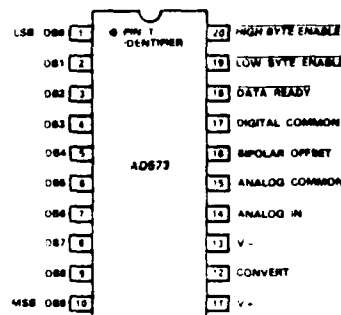 LSB DB0 1 PIN 1 IDENTIFIER 20 HIGH BYTE ENABLE
DB1 2 19 LOW BYTE ENABLE
DB2 3 18 DATA READY
DB3 4 17 DIGITAL COMMON
DB4 5 16 BIPOLAR OFFSET
DB5 6 AD673 15 ANALOG COMMON
DB6 7 14 ANALOG IN
DB7 8 13 V-
DB8 9 12 CONVERT
MSB DB9 10 11 V+